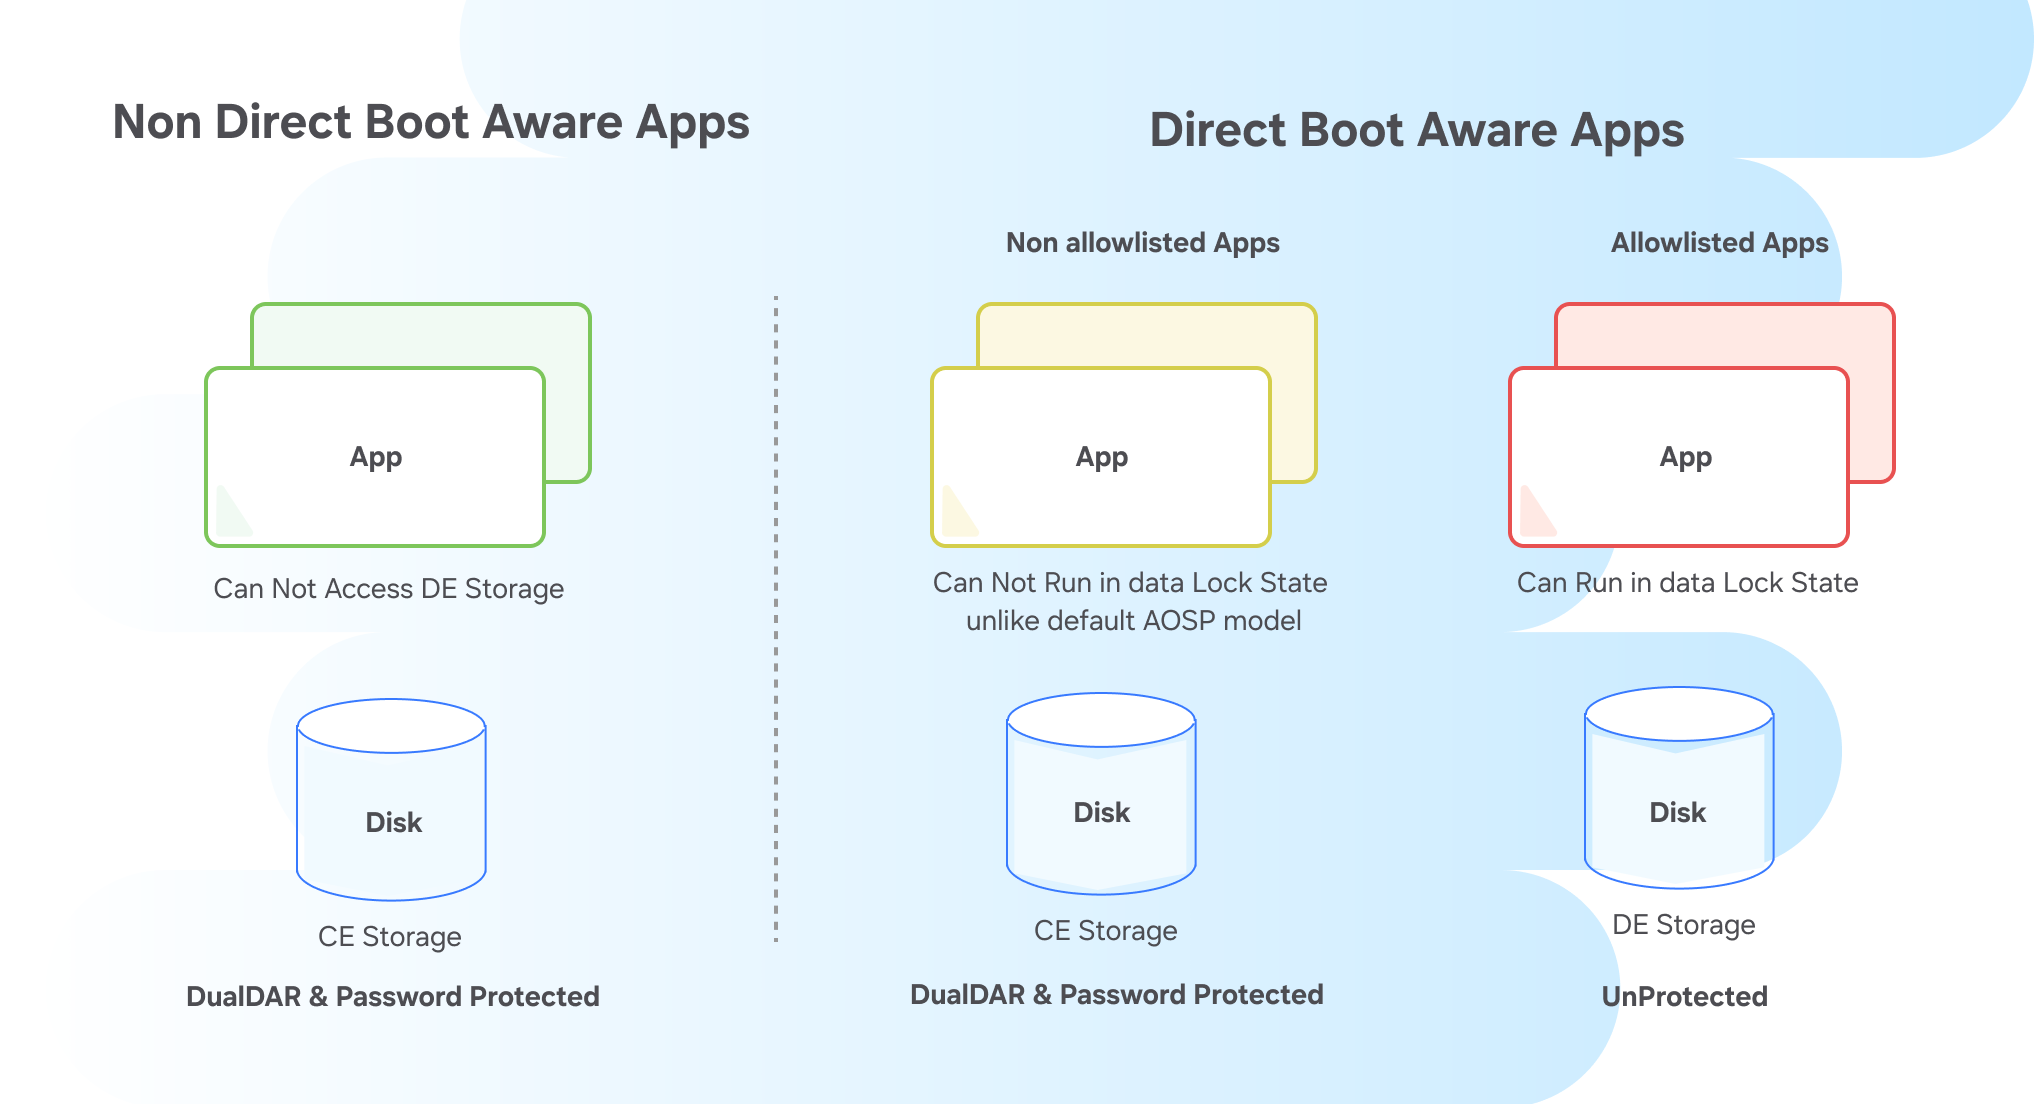 Non Direct Boot Aware Apps
Direct Boot Aware Apps
Non allowlisted Apps
Allowlisted Apps
App
App
App
Can Not Access DE Storage
Can Not Run in data Lock State
unlike default AOSP model
Can Run in data Lock State
Disk
Disk
Disk
CE Storage
CE Storage
DE Storage
DualDAR & Password Protected
DualDAR & Password Protected
UnProtected